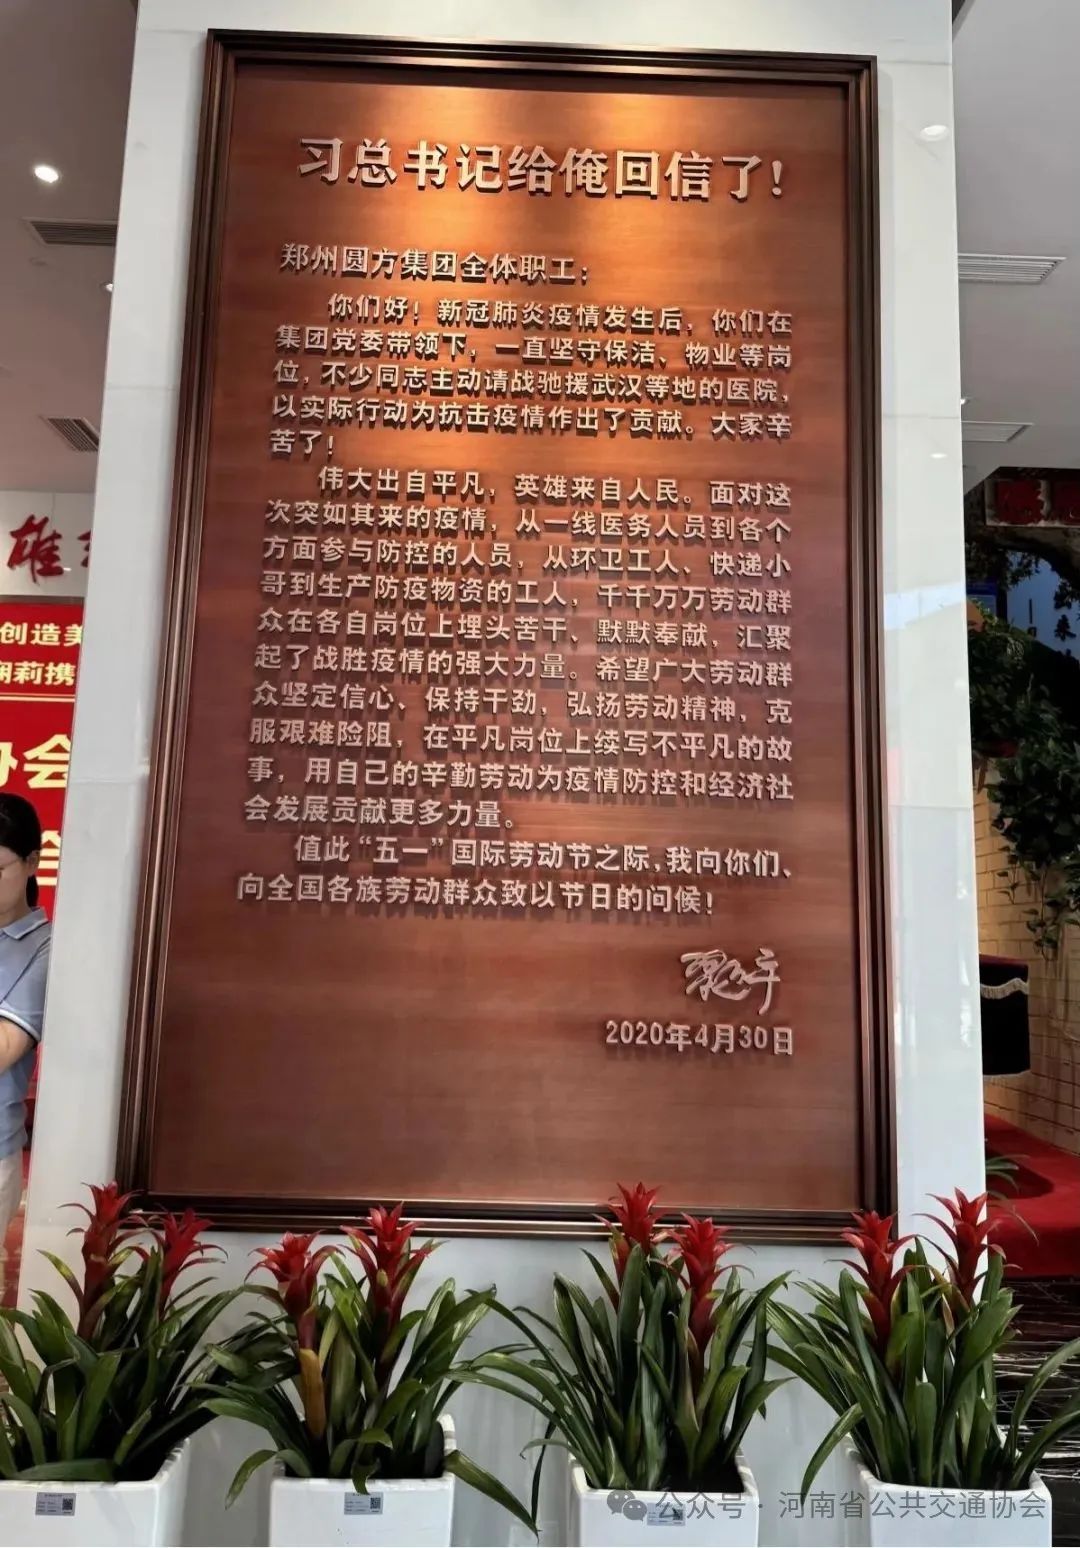 习总书记给俺回信了！
郑州圆方集团全体职工：
你们好！新冠肺炎疫情发生后，你们在
集团党委带领下，一直坚守保洁、物业等岗
位，不少同志主动请战驰援武汉等地的医院，
以实际行动为抗击疫情作出了贡献。大家辛
苦了！
伟大出自平凡，英雄来自人民。面对这
次突如其来的疫情，从一线医务人员到各个
方面参与防控的人员，从环卫工人、快递小
哥到生产防疫物资的工人，千千万万劳动群
众在各自岗位上埋头苦干、默默奉献，汇聚
起了战胜疫情的强大力量。希望广大劳动群
众坚定信心、保持干劲，弘扬劳动精神，克
服艰难险阻，在平凡岗位上续写不平凡的故
事，用自己的辛勤劳动为疫情防控和经济社
会发展贡献更多力量。
值此“五一”国际劳动节之际，我向你们、
向全国各族劳动群众致以节日的问候！
习近平
2020年4月30日
雄
创造美
莉携
协会
公众号·河南省公共交通协会